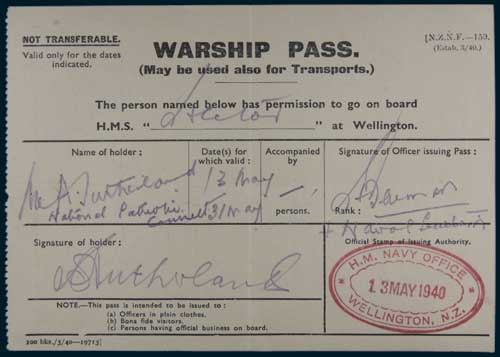 NOT TRANSFERABLE.
Valid only for the dates
indicated.
[N.Z.N.F.—159.
(Estab. 3/40.)
WARSHIP PASS.
(May be used also for Transports.)
The person named below has permission to go on board
H.M.S. “ ” at Wellington.
Name of holder:
Date(s) for
which valid :
Accompanied
by
Signature of Officer issuing Pass :
Mr A. Sutherland
National Patriotic
Council
13 May
31 May
persons.
Rank :
Naval
Official Stamp of Issuing Authority.
Signature of holder :
A Sutherland
H.M. NAVY OFFICE
13 MAY 1940
WELLINGTON, N.Z.
NOTE.—This pass is intended to be issued to :
(a) Officers in plain clothes.
(b) Bona fide visitors.
(c) Persons having official business on board.
200 bks./3/40—19713]